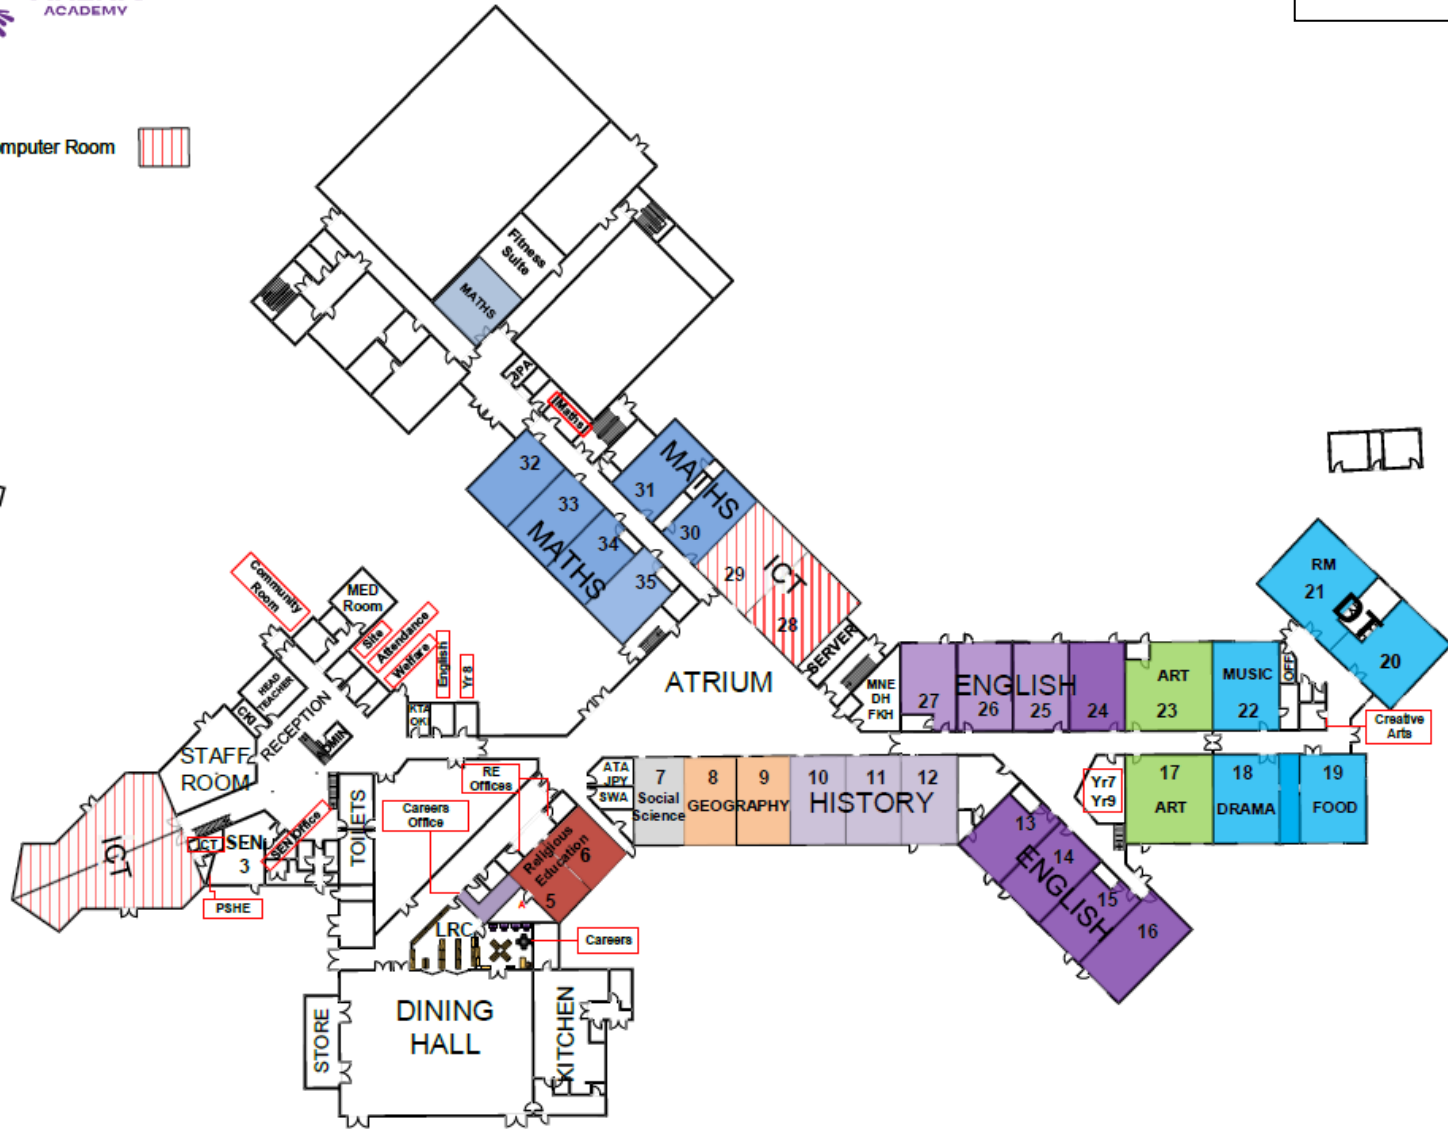 ACADEMY
mputer Room
Fitness
Suite
MATHS
Maths
32
33
34
35
MATHS
31
30
MATHS
29
28
ICT
SERVER
Community
Room
MED
Room
Site
Attendance
Welfare
English
Yr 8
HEAD
TEACHER
CKI
RECEPTION
ADMIN
KTA
OKI
STAFF
ROOM
ATRIUM
MNE
DH
FKH
27
ENGLISH
26
25
24
ART
23
MUSIC
22
OFF
RM
21
DT
20
Creative
Arts
ICT
ICT
SEN
3
SEN Office
PSHE
TOILETS
RE
Offices
Careers
Office
ATA
JPY
SWA
7
Social
Science
8
9
GEOGRAPHY
10
11
12
HISTORY
Yr7
Yr9
17
ART
18
DRAMA
19
FOOD
Religious
Education
6
5
A
13
14
15
16
ENGLISH
LRC
Careers
DINING
HALL
STORE
KITCHEN